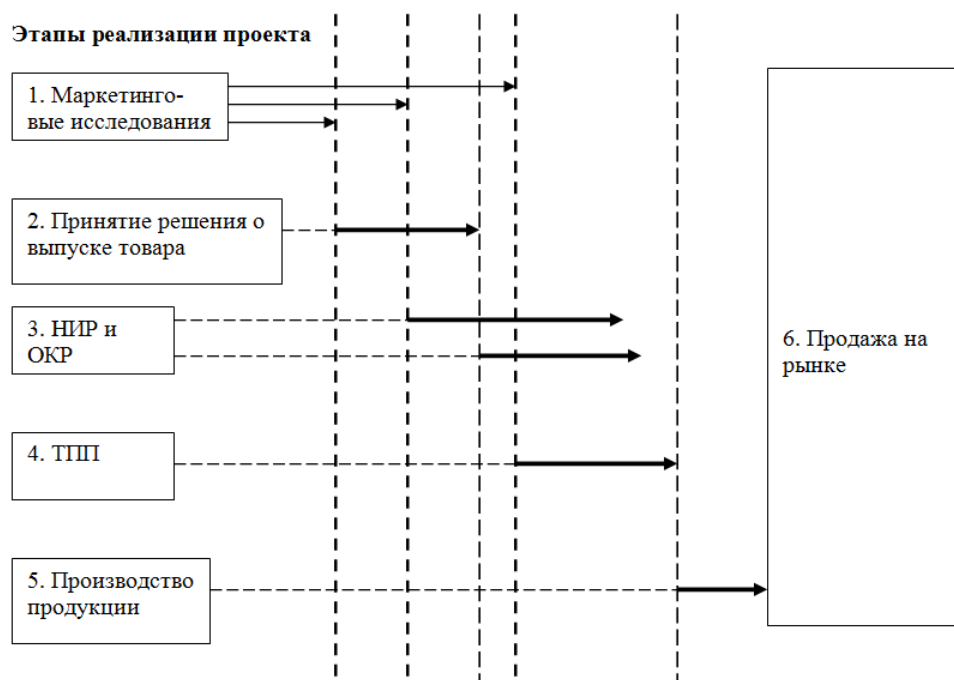 Этапы реализации проекта
1. Маркетинго-
вые исследования
2. Принятие решения о
выпуске товара
3. НИР и
ОКР
4. ТПП
5. Производство
продукции
6. Продажа на
рынке